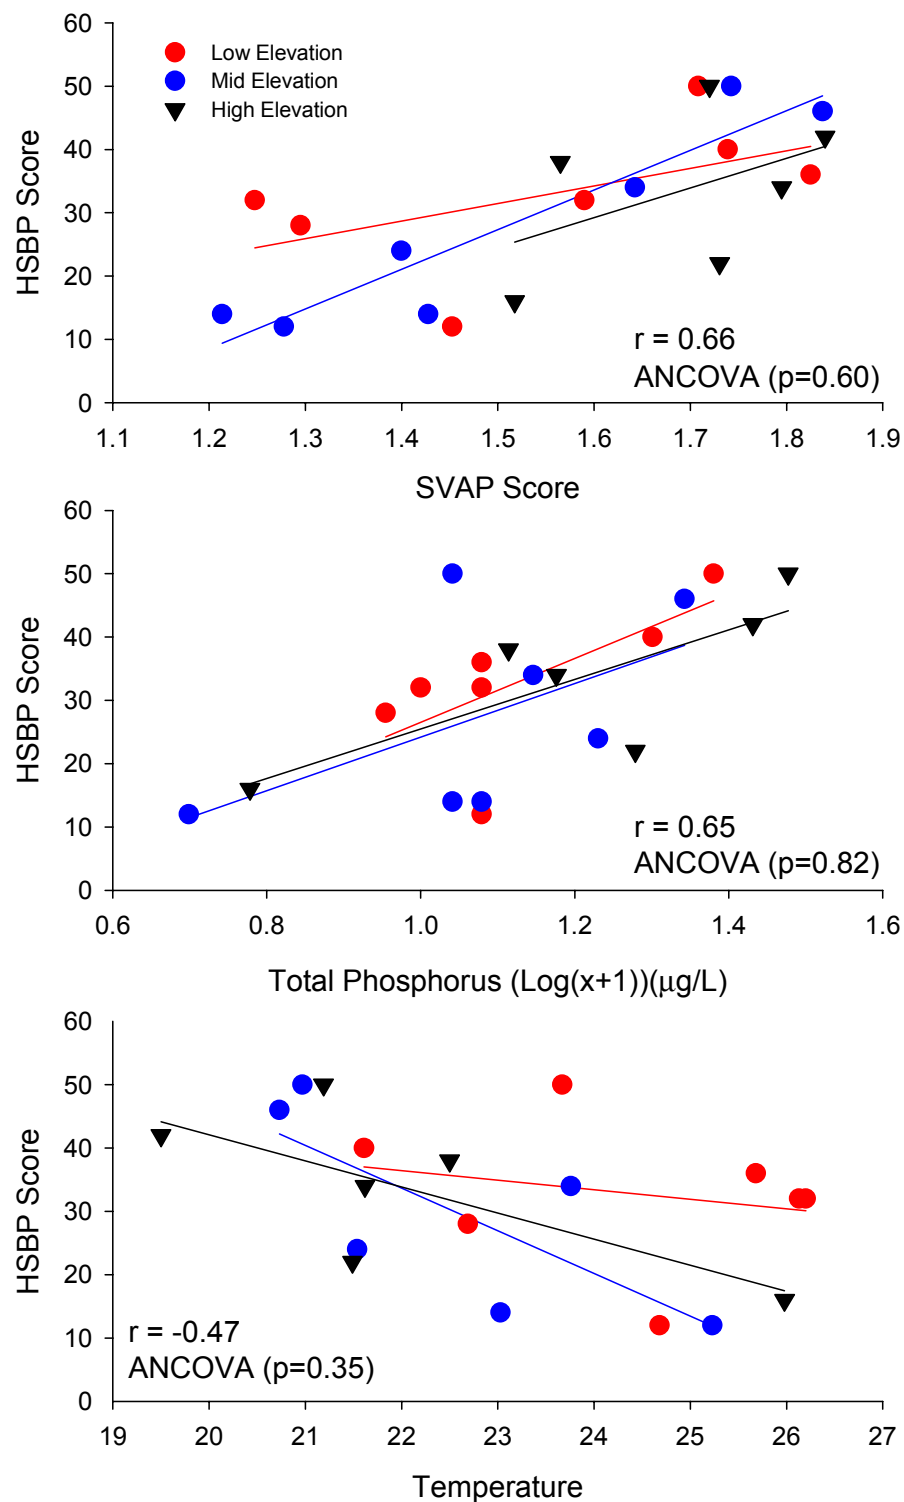 60
50
40
30
20
10
0
HSBP Score
Low Elevation
Mid Elevation
High Elevation
r = 0.66
ANCOVA (p=0.60)
1.1 1.2 1.3 1.4 1.5 1.6 1.7 1.8 1.9
SVAP Score
60
50
40
30
20
10
0
HSBP Score
r = 0.65
ANCOVA (p=0.82)
0.6 0.8 1.0 1.2 1.4 1.6
Total Phosphorus (Log(x+1))(μg/L)
60
50
40
30
20
10
0
HSBP Score
r = -0.47
ANCOVA (p=0.35)
19 20 21 22 23 24 25 26 27
Temperature